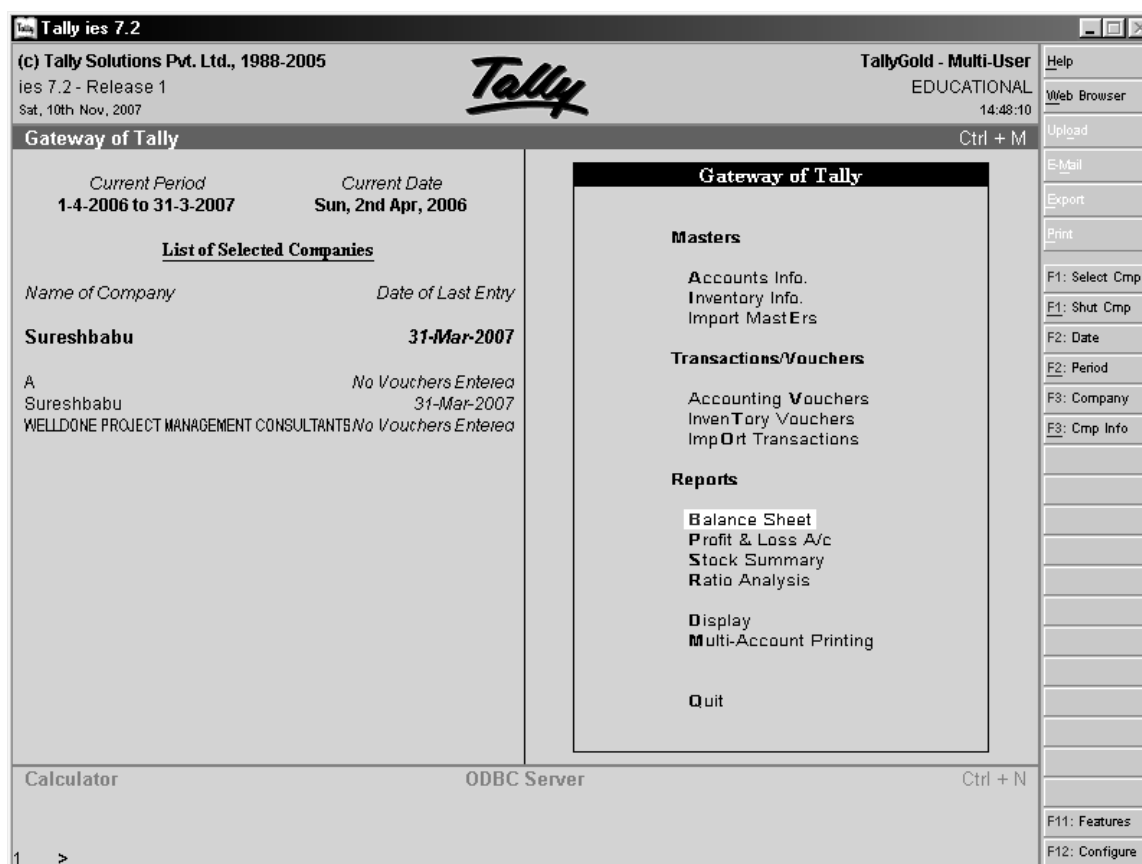 Tally ies 7.2
(c) Tally Solutions Pvt. Ltd., 1988-2005
ies 7.2 - Release 1
Sat, 10th Nov, 2007
Tally
TallyGold - Multi-User
EDUCATIONAL
14:48:10
Gateway of Tally Ctrl + M
Current Period Current Date
1-4-2006 to 31-3-2007 Sun, 2nd Apr, 2006
List of Selected Companies
Name of Company Date of Last Entry
Sureshbabu 31-Mar-2007
A No Vouchers Entered
Sureshbabu 31-Mar-2007
WELLDONE PROJECT MANAGEMENT CONSULTANTS No Vouchers Entered
Gateway of Tally
Masters
Accounts Info.
Inventory Info.
Import MastErs
Transactions/Vouchers
Accounting Vouchers
InvenTory Vouchers
ImpOrt Transactions
Reports
Balance Sheet
Profit & Loss A/c
Stock Summary
Ratio Analysis
Display
Multi-Account Printing
Quit
Help
Web Browser
Upload
E-Mail
Export
Print
F1: Select Cmp
F1: Shut Cmp
F2: Date
F2: Period
F3: Company
F3: Cmp Info
F11: Features
F12: Configure
Calculator ODBC Server Ctrl + N
1 >